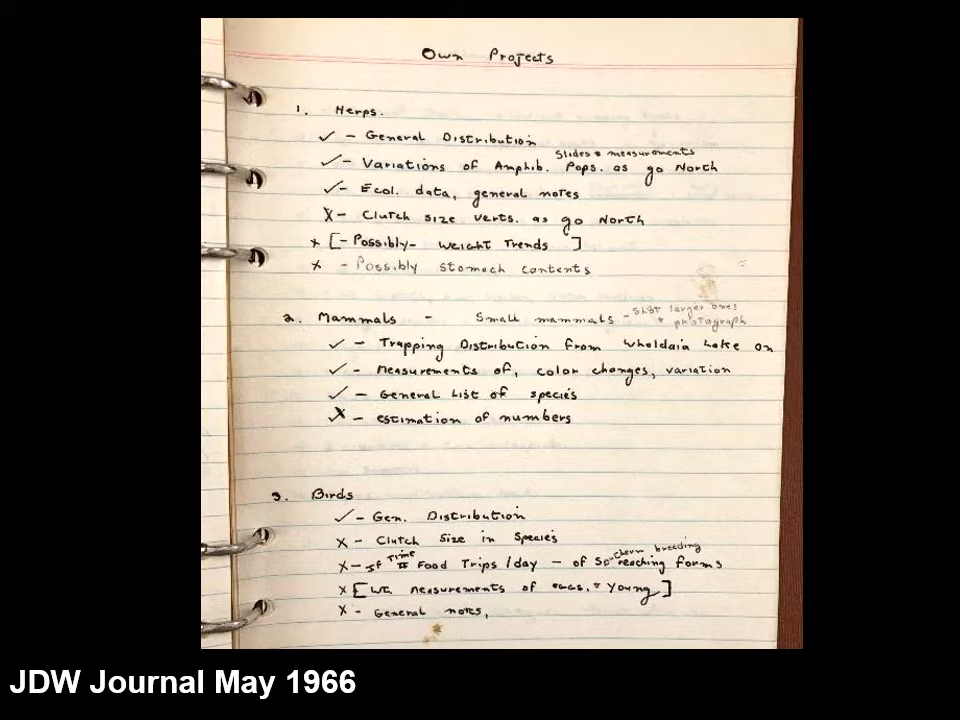 Own Projects
1. Herps.
✓ - General Distribution
Slides & measurements
✓ - Variations of Amphib. Pops. as go North
✓ - Ecol. data, general notes
X - Clutch size verts. as go North
x [ - Possibly - weight Trends ]
x - Possibly stomach contents
2. Mammals - Small mammals - shot larger ones
& photograph
✓ - Trapping Distribution from Wholdaia Lake on
✓ - Measurements of, color changes, variation
✓ - General List of species
X - estimation of numbers
3. Birds
✓ - Gen. Distribution
X - Clutch Size in Species
X - If Time Food Trips/day - of Southern breeding reaching forms
X [ Wt. measurements of eggs, & Young ]
X - General notes,
JDW Journal May 1966